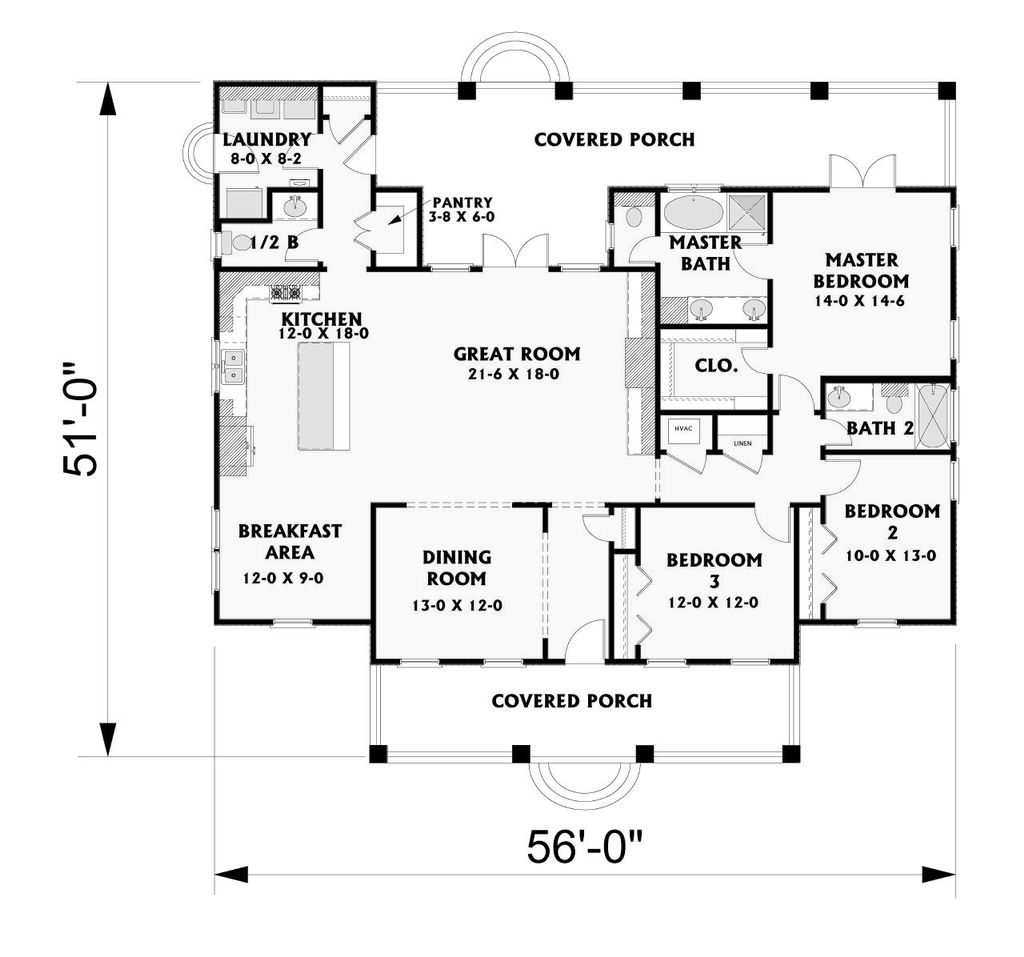 COVERED PORCH
LAUNDRY
8-0 X 8-2
PANTRY
3-8 X 6-0
1/2 B
MASTER
BATH
MASTER
BEDROOM
14-0 X 14-6
KITCHEN
12-0 X 18-0
GREAT ROOM
21-6 X 18-0
CLO.
51'-0"
HVAC
LINEN
BATH 2
BREAKFAST
AREA
12-0 X 9-0
DINING
ROOM
13-0 X 12-0
BEDROOM
3
12-0 X 12-0
BEDROOM
2
10-0 X 13-0
COVERED PORCH
56'-0"